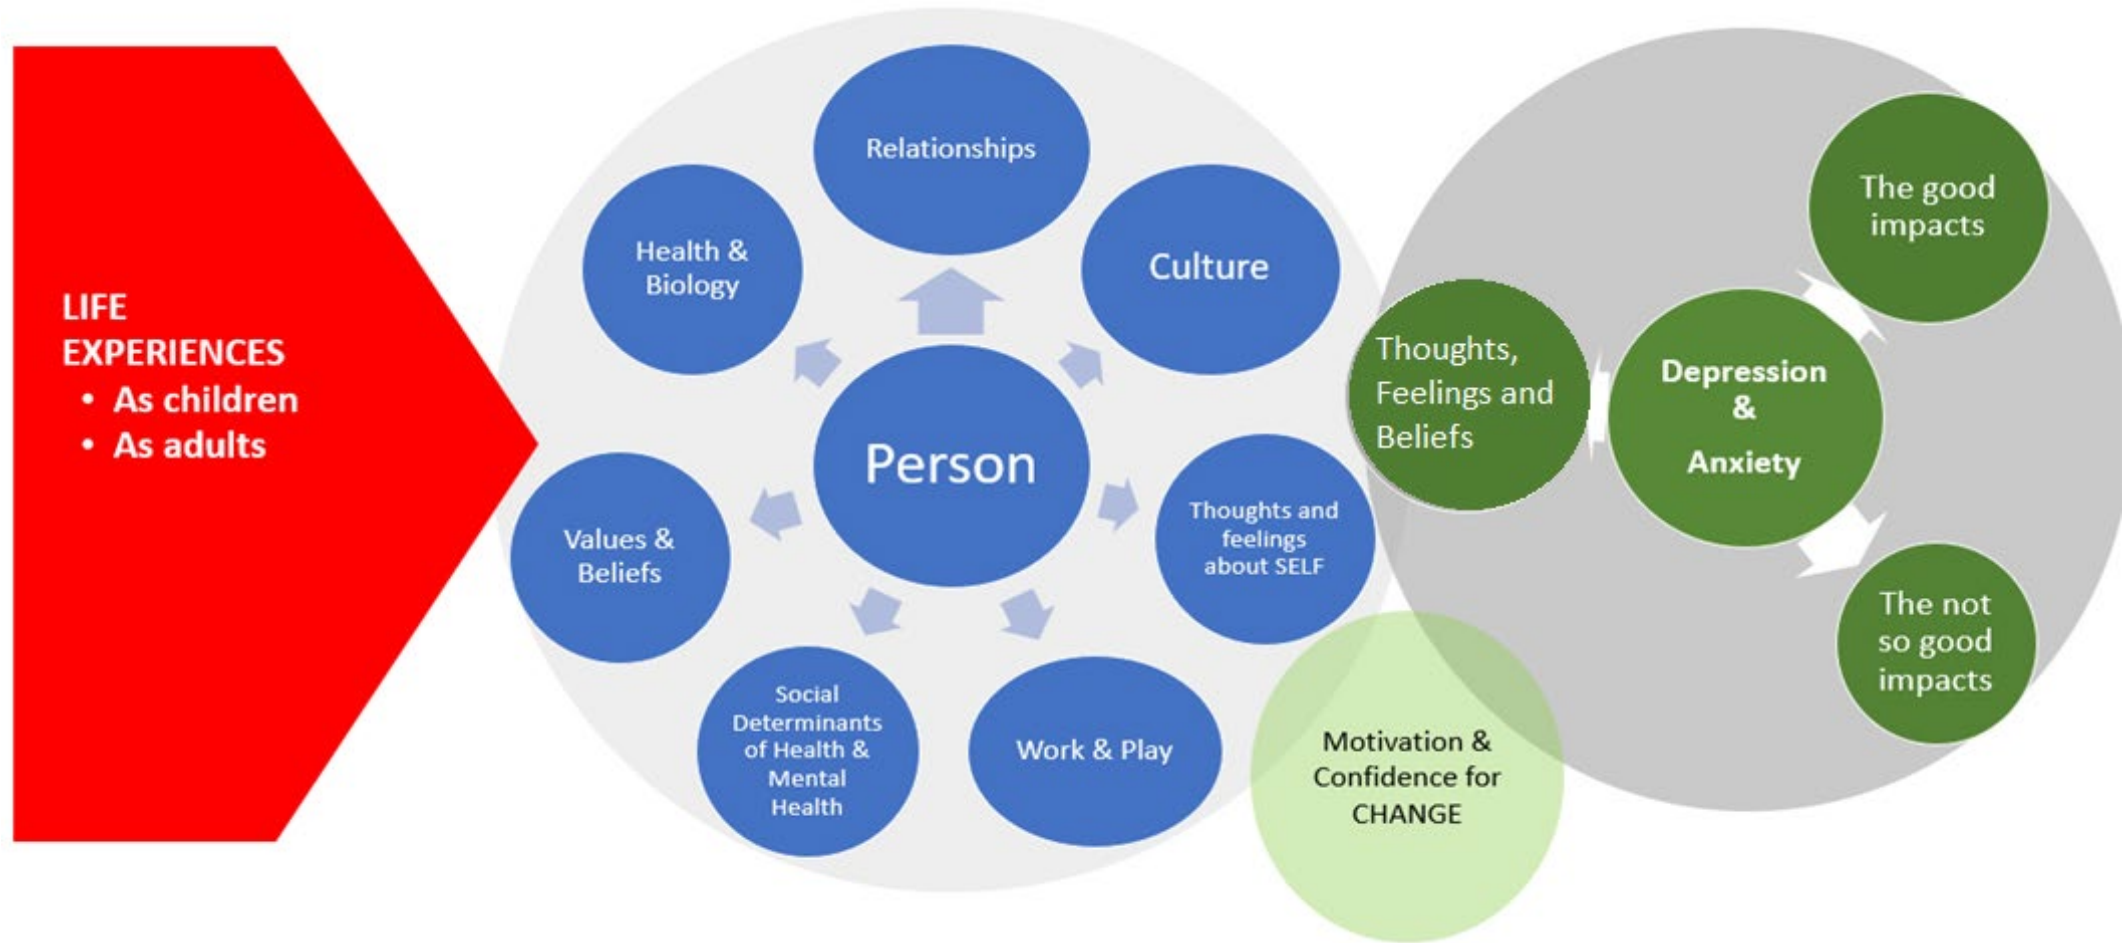 LIFE
EXPERIENCES
• As children
• As adults
Relationships
Health &
Biology
Culture
Person
Values &
Beliefs
Thoughts and
feelings
about SELF
Social
Determinants
of Health &
Mental
Health
Work & Play
Motivation &
Confidence for
CHANGE
Thoughts,
Feelings and
Beliefs
Depression
&
Anxiety
The good
impacts
The not
so good
impacts